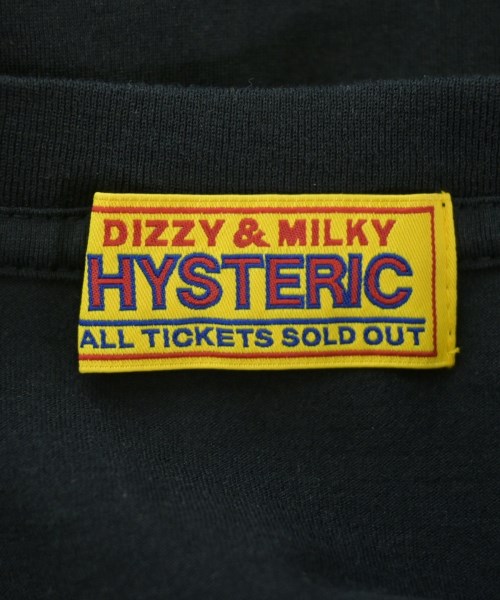 DIZZY & MILKY
HYSTERIC
ALL TICKETS SOLD OUT